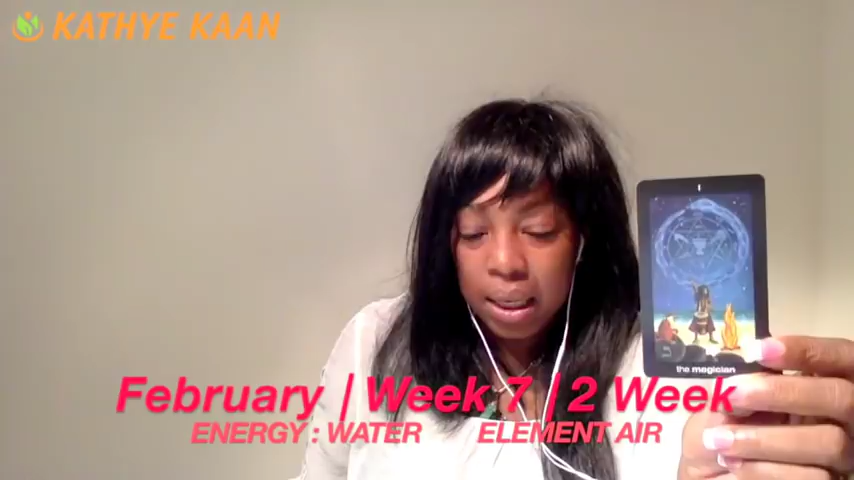 KATHYE KAAN
I
the magician
February | Week 7 | 2 Week
ENERGY : WATER ELEMENT AIR